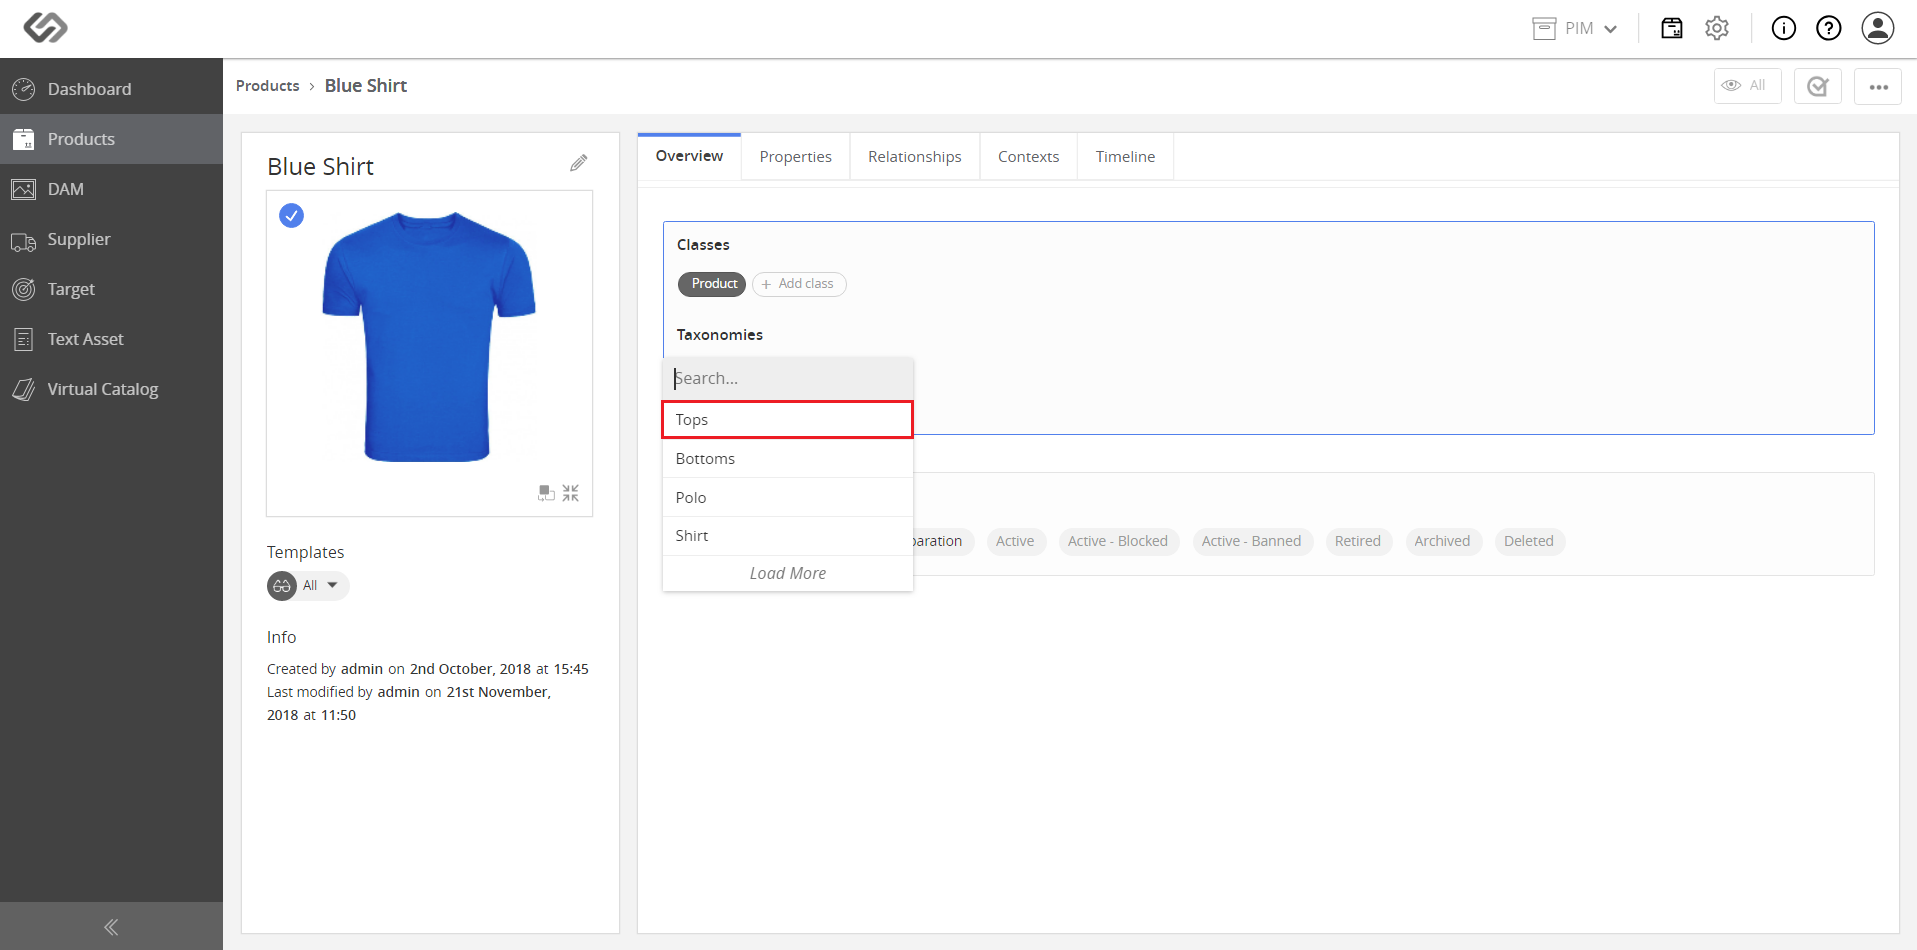 PIM
Dashboard
Products
DAM
Supplier
Target
Text Asset
Virtual Catalog
Products › Blue Shirt
All
Blue Shirt
Templates
All
Info
Created by admin on 2nd October, 2018 at 15:45
Last modified by admin on 21st November,
2018 at 11:50
Overview Properties Relationships Contexts Timeline
Classes
Product + Add class
Taxonomies
Search...
Tops
Bottoms
Polo
Shirt
Load More
Active Active - Blocked Active - Banned Retired Archived Deleted